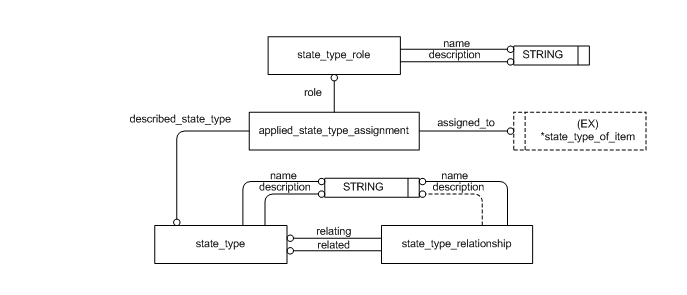 name
state_type_role
description
STRING
role
described_state_type
applied_state_type_assignment
assigned_to
(EX)
*state_type_of_item
name
name
description
STRING
description
relating
state_type
related
state_type_relationship